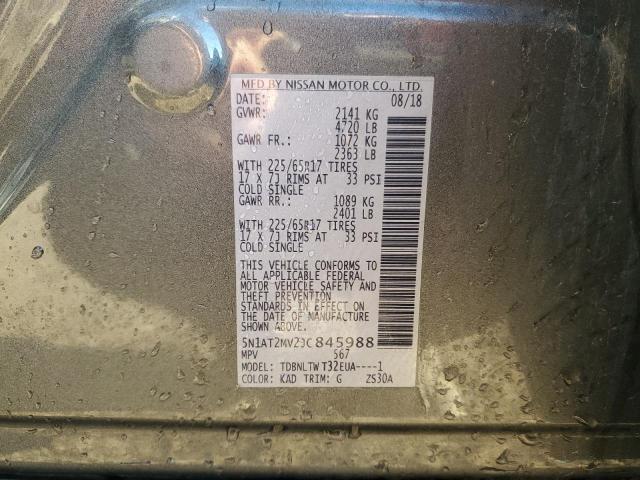 MFD BY NISSAN MOTOR CO., LTD.
DATE: 08/18
GVWR: 2141 KG
4720 LB
GAWR FR.: 1072 KG
2363 LB
WITH 225/65R17 TIRES
17 X 7J RIMS AT 33 PSI
COLD SINGLE
GAWR RR.: 1089 KG
2401 LB
WITH 225/65R17 TIRES
17 X 7J RIMS AT 33 PSI
COLD SINGLE
THIS VEHICLE CONFORMS TO
ALL APPLICABLE FEDERAL
MOTOR VEHICLE SAFETY AND
THEFT PREVENTION
STANDARDS IN EFFECT ON
THE DATE OF MANUFACTURE
SHOWN ABOVE.
5N1AT2MV2JC845988
MPV 567
MODEL: TDBNLTWT32EUA----1
COLOR: KAD TRIM: G ZS30A